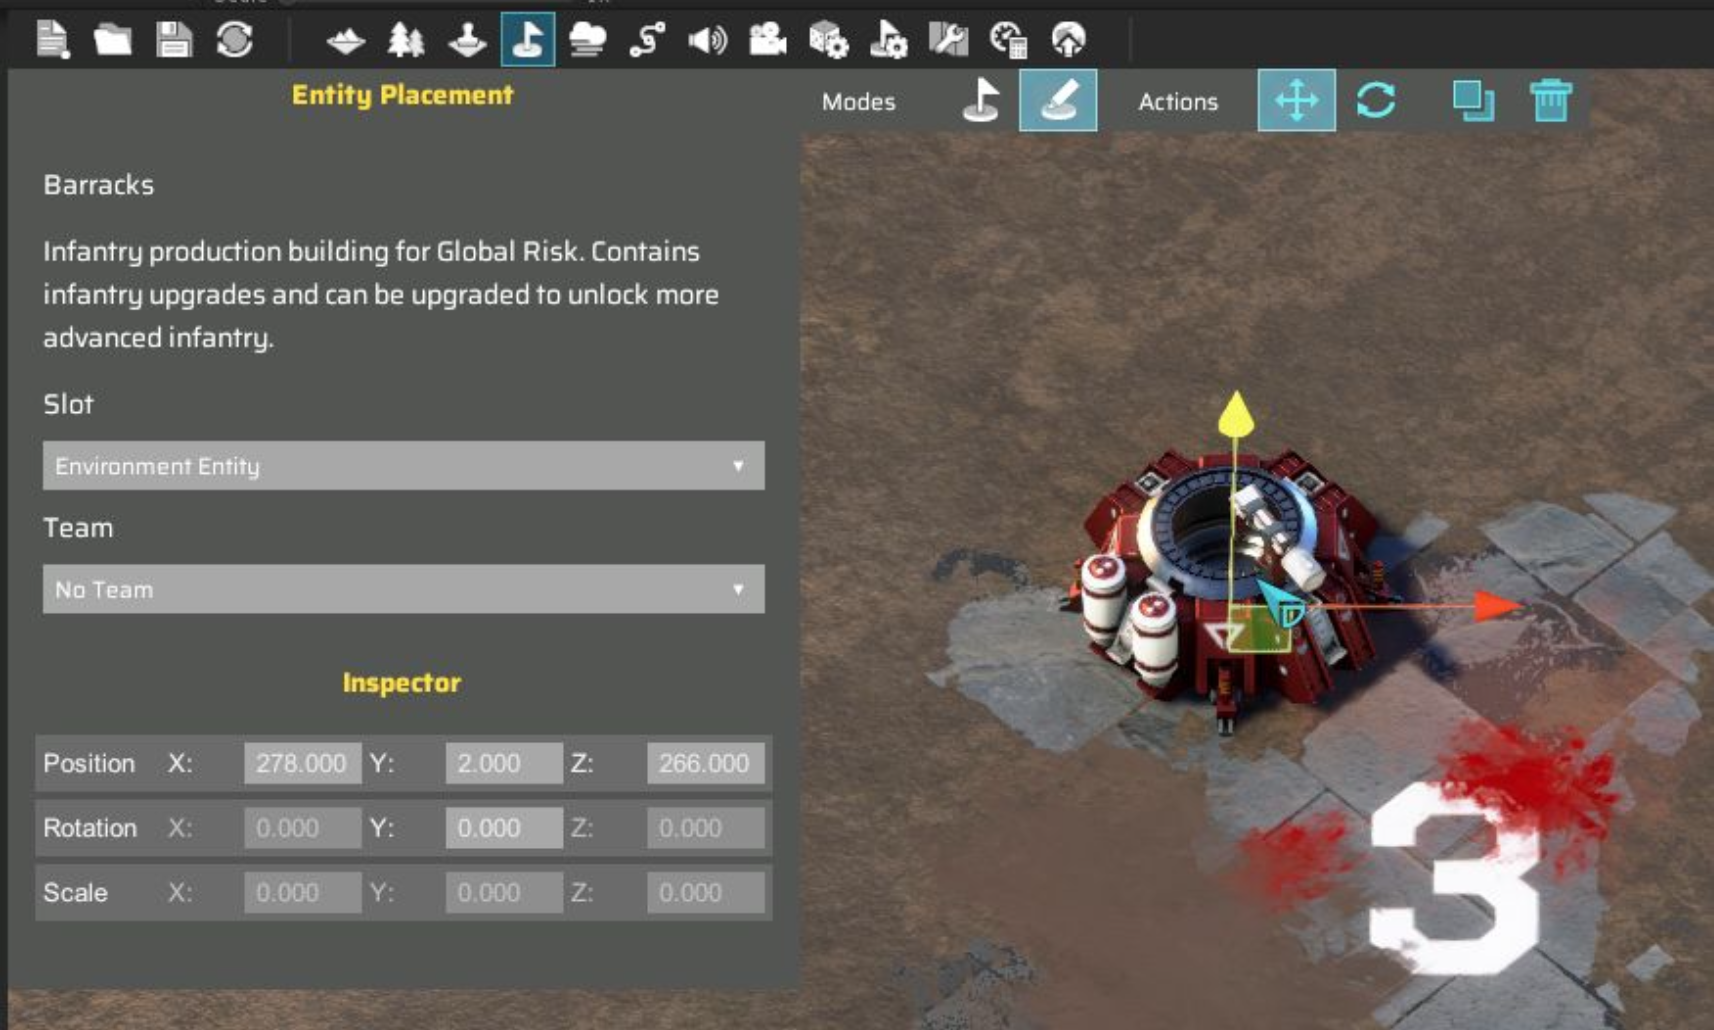 Entity Placement
Modes
Actions
Barracks
Infantry production building for Global Risk. Contains
infantry upgrades and can be upgraded to unlock more
advanced infantry.
Slot
Environment Entity
Team
No Team
Inspector
Position X: 278.000 Y: 2.000 Z: 266.000
Rotation X: 0.000 Y: 0.000 Z: 0.000
Scale X: 0.000 Y: 0.000 Z: 0.000
3